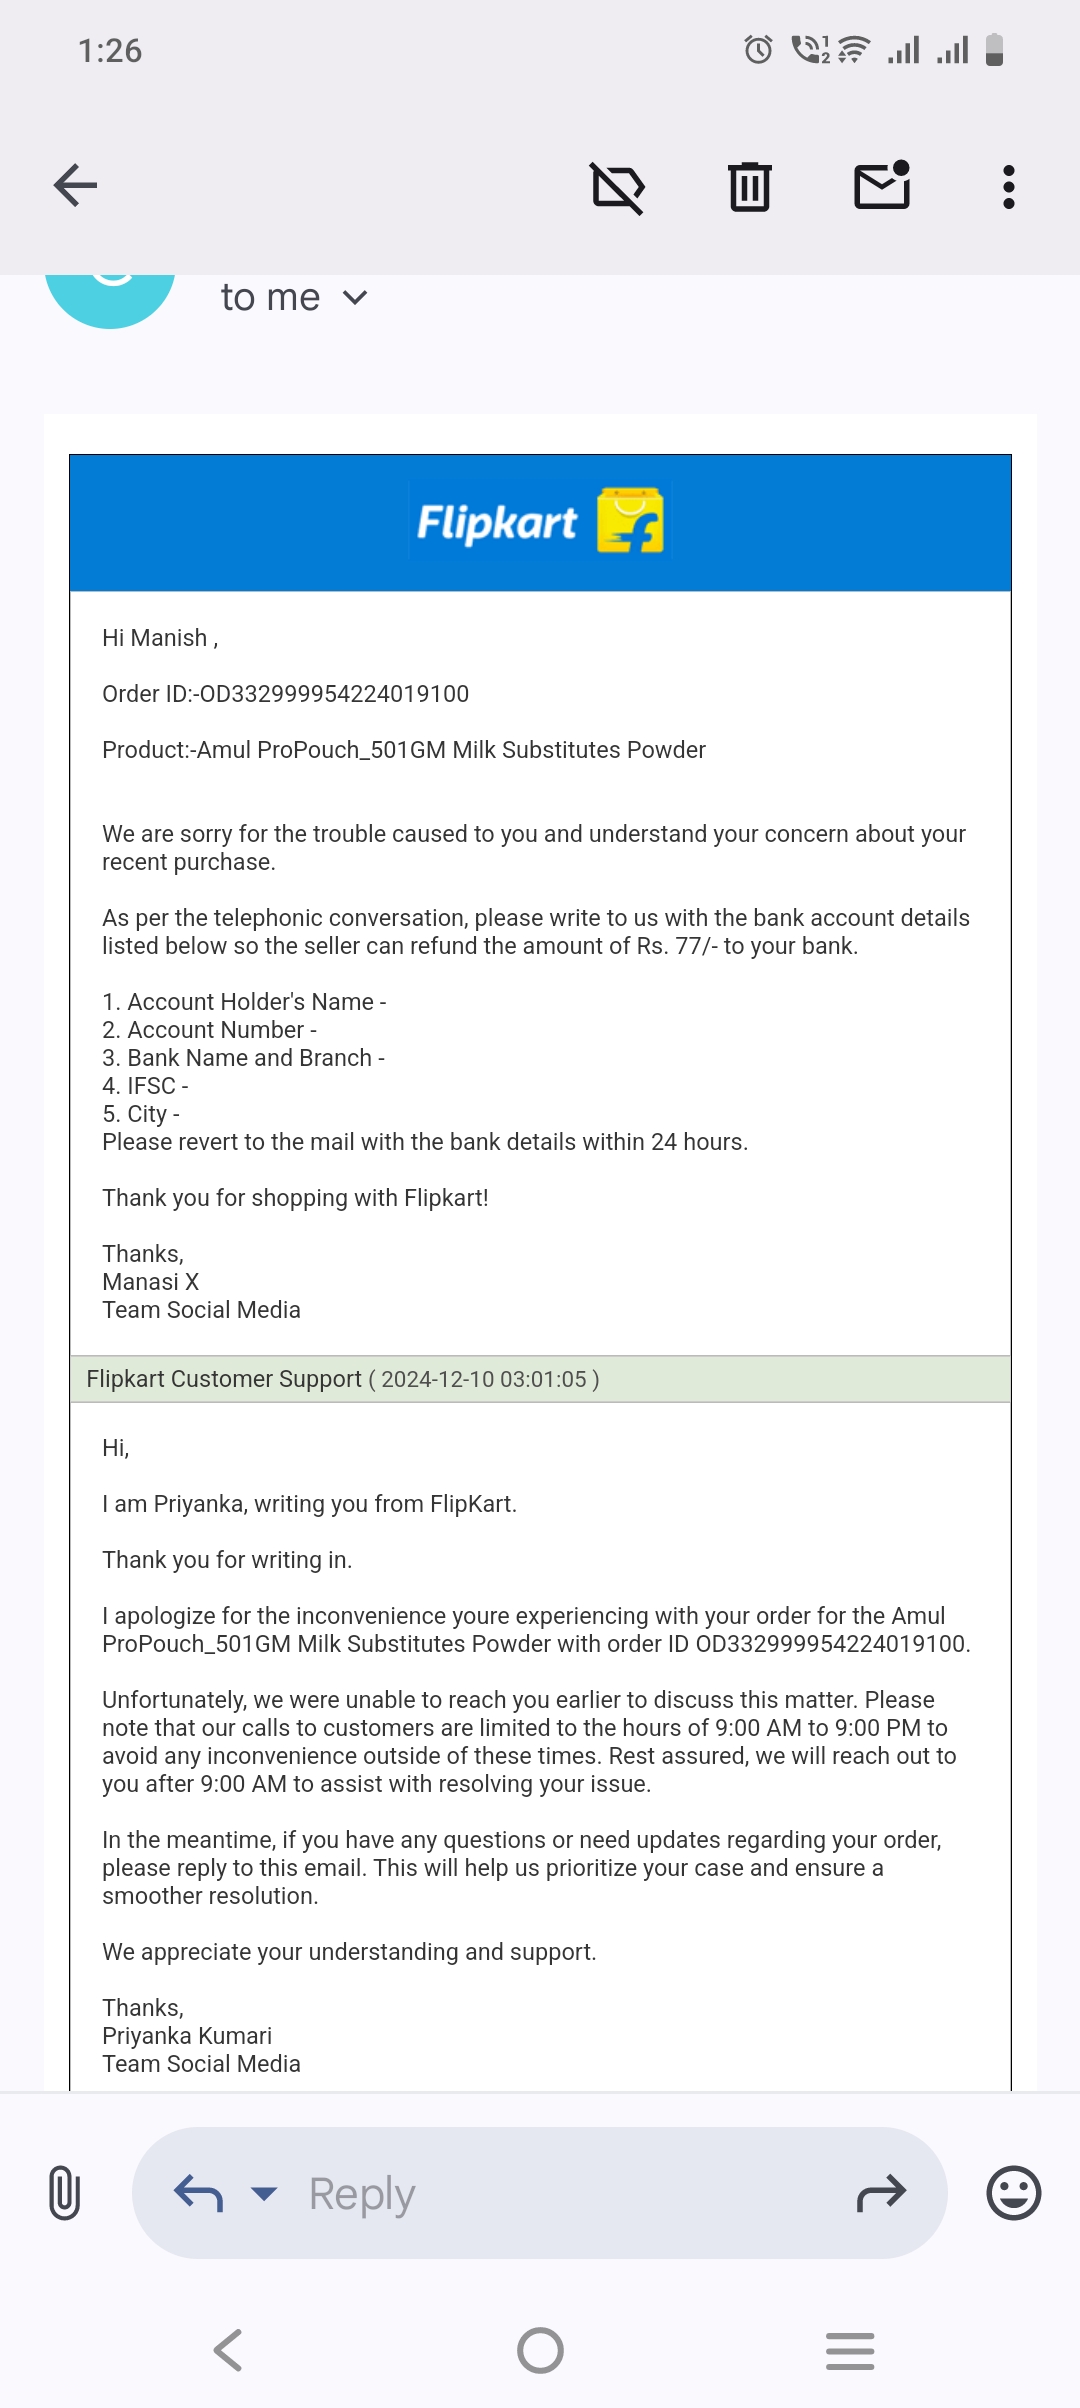 1:26
to me
Flipkart
Hi Manish ,
Order ID:-OD332999954224019100
Product:-Amul ProPouch_501GM Milk Substitutes Powder
We are sorry for the trouble caused to you and understand your concern about your
recent purchase.
As per the telephonic conversation, please write to us with the bank account details
listed below so the seller can refund the amount of Rs. 77/- to your bank.
1. Account Holder's Name -
2. Account Number -
3. Bank Name and Branch -
4. IFSC -
5. City -
Please revert to the mail with the bank details within 24 hours.
Thank you for shopping with Flipkart!
Thanks,
Manasi X
Team Social Media
Flipkart Customer Support ( 2024-12-10 03:01:05 )
Hi,
I am Priyanka, writing you from FlipKart.
Thank you for writing in.
I apologize for the inconvenience youre experiencing with your order for the Amul
ProPouch_501GM Milk Substitutes Powder with order ID OD332999954224019100.
Unfortunately, we were unable to reach you earlier to discuss this matter. Please
note that our calls to customers are limited to the hours of 9:00 AM to 9:00 PM to
avoid any inconvenience outside of these times. Rest assured, we will reach out to
you after 9:00 AM to assist with resolving your issue.
In the meantime, if you have any questions or need updates regarding your order,
please reply to this email. This will help us prioritize your case and ensure a
smoother resolution.
We appreciate your understanding and support.
Thanks,
Priyanka Kumari
Team Social Media
Reply